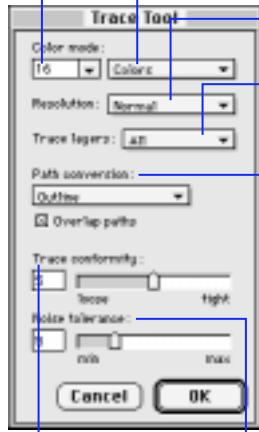 Trace Tool
Color mode:
16 Colors
Resolution: Normal
Trace layers: All
Path conversion:
Outline
Overlap paths
Trace conformity:
5
loose tight
Noise tolerance:
min max
Cancel OK